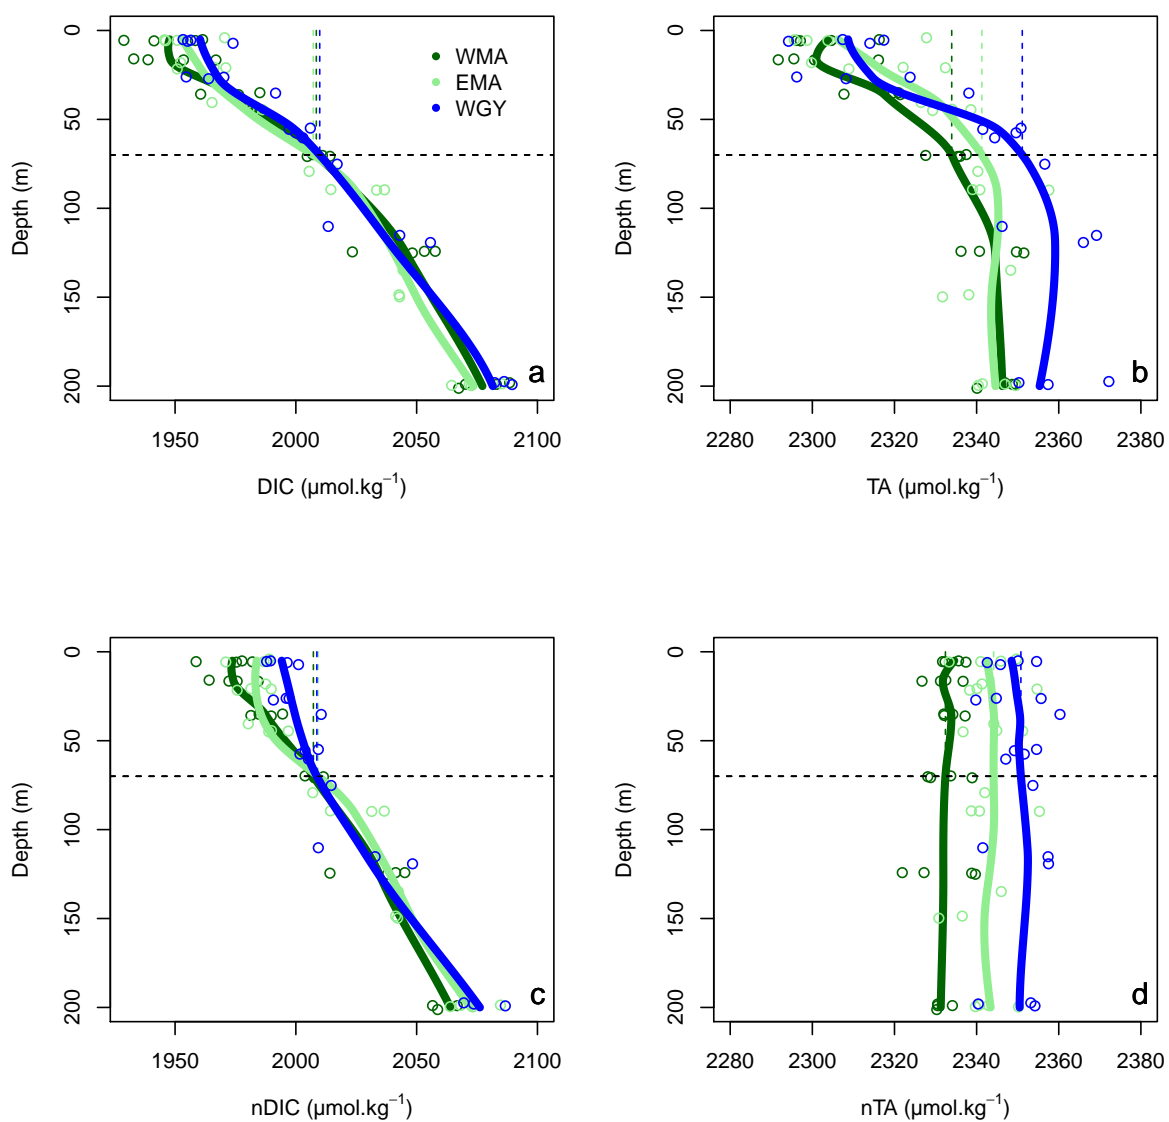 0
50
100
150
200
Depth (m)
WMA
EMA
WGY
a
1950 2000 2050 2100
DIC (µmol.kg⁻¹)
0
50
100
150
200
Depth (m)
b
2280 2300 2320 2340 2360 2380
TA (µmol.kg⁻¹)
0
50
100
150
200
Depth (m)
c
1950 2000 2050 2100
nDIC (µmol.kg⁻¹)
0
50
100
150
200
Depth (m)
d
2280 2300 2320 2340 2360 2380
nTA (µmol.kg⁻¹)